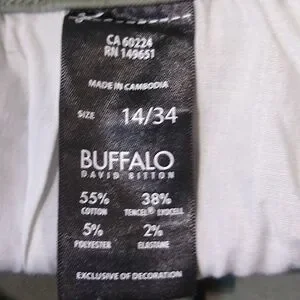 CA 60224
RN 149651
MADE IN CAMBODIA
SIZE 14/34
BUFFALO
DAVID BITTON
55% 38%
COTTON TENCEL® LYOCELL
5% 2%
POLYESTER ELASTANE
EXCLUSIVE OF DECORATION